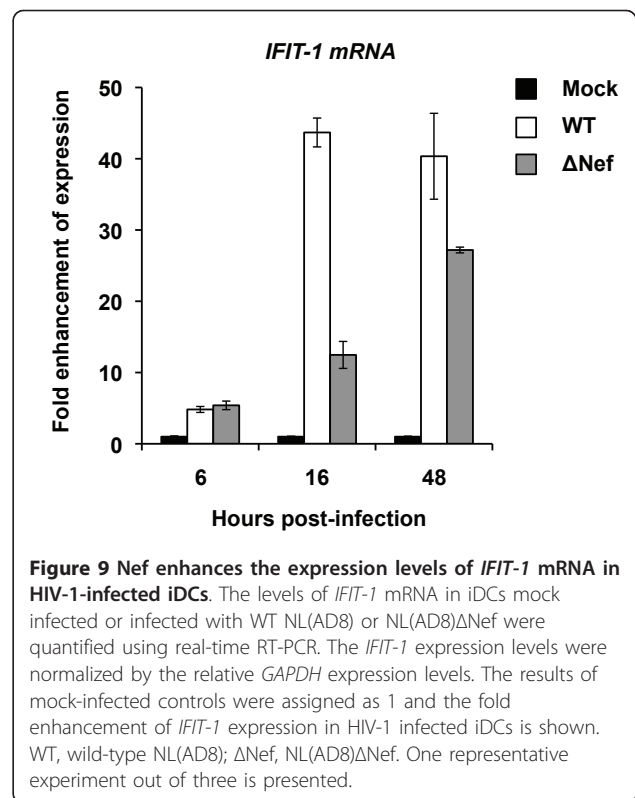 IFIT-1 mRNA
Fold enhancement of expression
50
40
30
20
10
0
6
16
48
Hours post-infection
Mock
WT
ΔNef
Figure 9 Nef enhances the expression levels of IFIT-1 mRNA in
HIV-1-infected iDCs. The levels of IFIT-1 mRNA in iDCs mock
infected or infected with WT NL(AD8) or NL(AD8)ΔNef were
quantified using real-time RT-PCR. The IFIT-1 expression levels were
normalized by the relative GAPDH expression levels. The results of
mock-infected controls were assigned as 1 and the fold
enhancement of IFIT-1 expression in HIV-1 infected iDCs is shown.
WT, wild-type NL(AD8); ΔNef, NL(AD8)ΔNef. One representative
experiment out of three is presented.